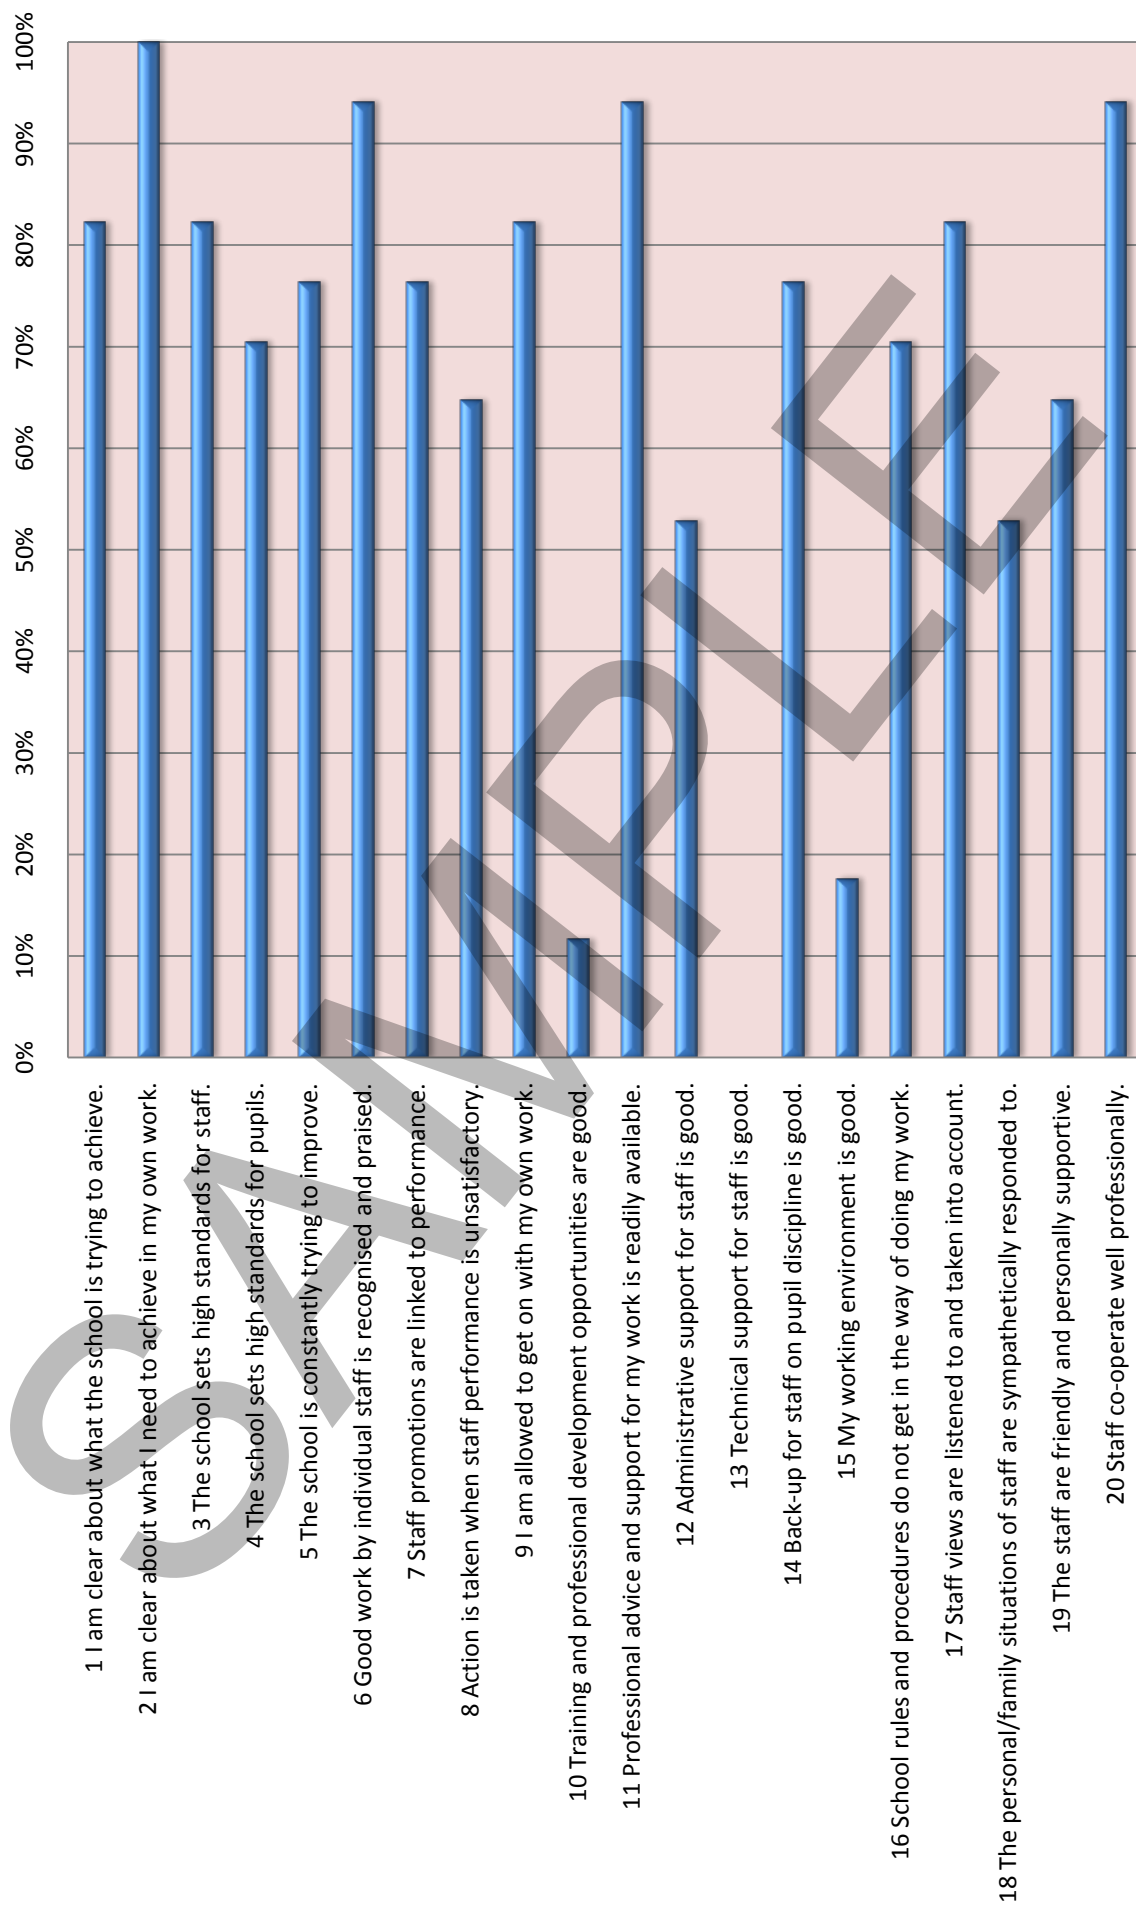 0%
10%
20%
30%
40%
50%
60%
70%
80%
90%
100%
1 I am clear about what the school is trying to achieve.
2 I am clear about what I need to achieve in my own work.
3 The school sets high standards for staff.
4 The school sets high standards for pupils.
5 The school is constantly trying to improve.
6 Good work by individual staff is recognised and praised.
7 Staff promotions are linked to performance.
8 Action is taken when staff performance is unsatisfactory.
9 I am allowed to get on with my own work.
10 Training and professional development opportunities are good.
11 Professional advice and support for my work is readily available.
12 Administrative support for staff is good.
13 Technical support for staff is good.
14 Back-up for staff on pupil discipline is good.
15 My working environment is good.
16 School rules and procedures do not get in the way of doing my work.
17 Staff views are listened to and taken into account.
18 The personal/family situations of staff are sympathetically responded to.
19 The staff are friendly and personally supportive.
20 Staff co-operate well professionally.
SAMPLE